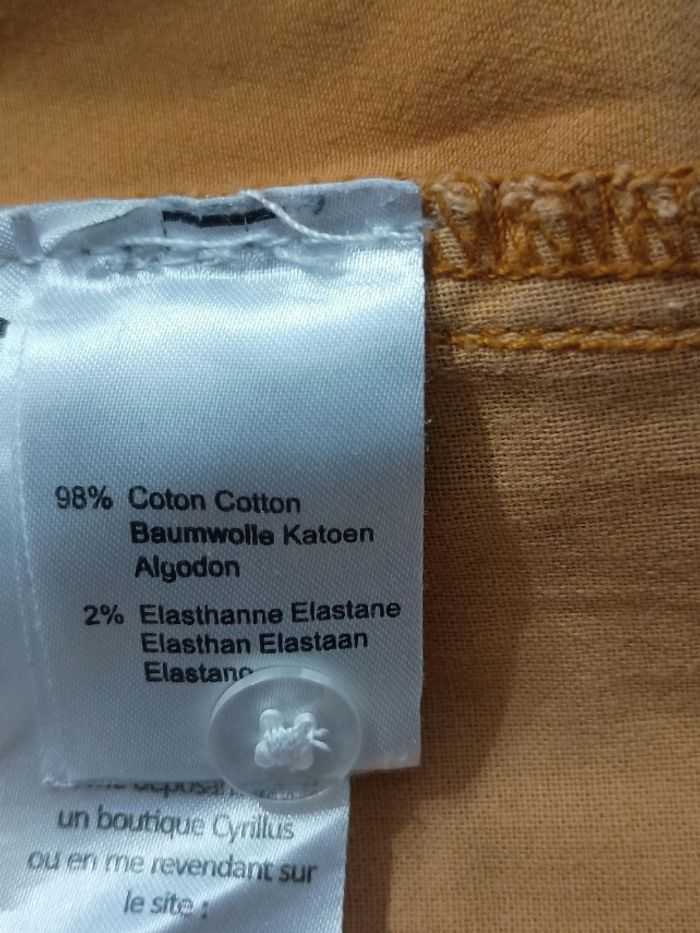 98% Coton Cotton
Baumwolle Katoen
Algodon
2% Elasthanne Elastane
Elasthan Elastaan
Elastano
un boutique Cyrillus
ou en me revendant sur
le site :